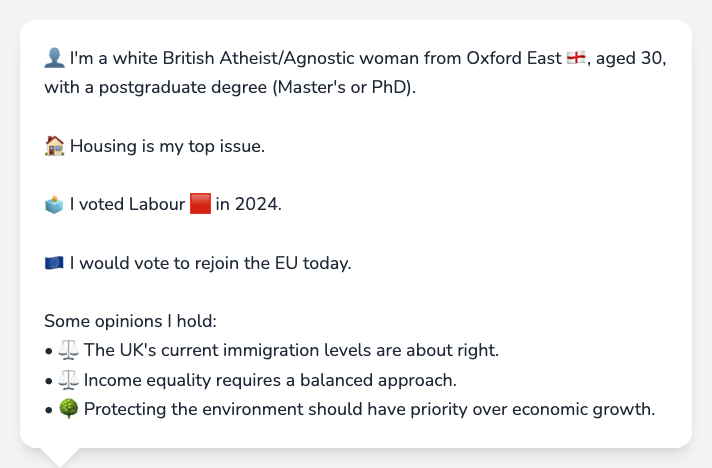 👤 I'm a white British Atheist/Agnostic woman from Oxford East 🏴󠁧󠁢󠁥󠁮󠁧󠁿, aged 30,
with a postgraduate degree (Master's or PhD).
🏠 Housing is my top issue.
🗳️ I voted Labour 🟥 in 2024.
🇪🇺 I would vote to rejoin the EU today.
Some opinions I hold:
• ⚖️ The UK's current immigration levels are about right.
• ⚖️ Income equality requires a balanced approach.
• 🌳 Protecting the environment should have priority over economic growth.